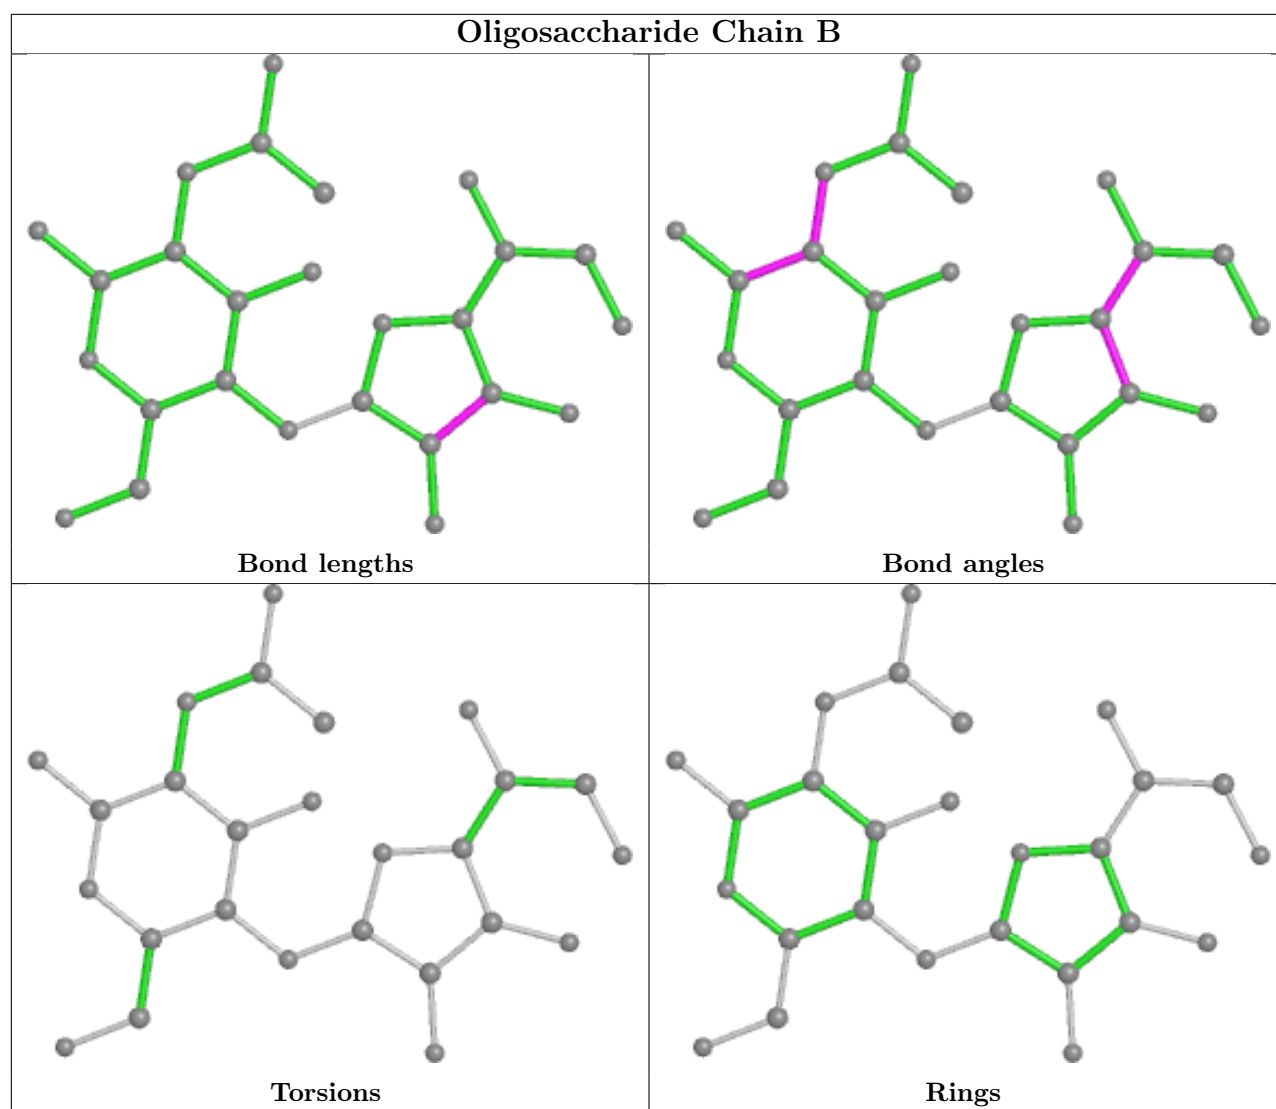 Oligosaccharide Chain B
Bond lengths
Bond angles
Torsions
Rings